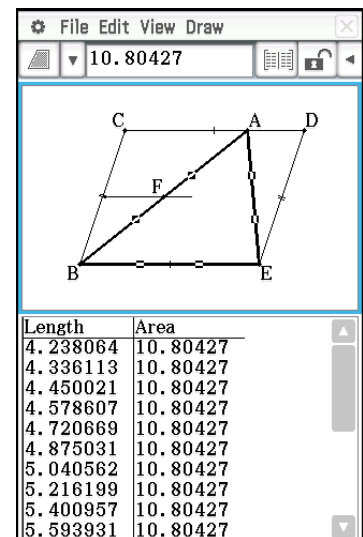 File Edit View Draw
10.80427
C A D
F
B E
Length Area
4.238064 10.80427
4.336113 10.80427
4.450021 10.80427
4.578607 10.80427
4.720669 10.80427
4.875031 10.80427
5.040562 10.80427
5.216199 10.80427
5.400957 10.80427
5.593931 10.80427